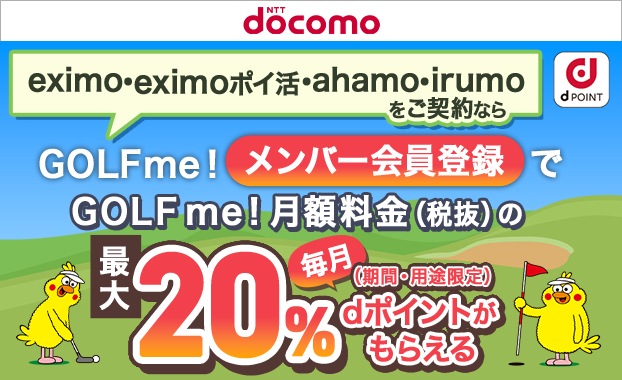 NTT
docomo
eximo・eximoポイ活・ahamo・irumo
をご契約なら
d POINT
GOLFme！メンバー会員登録で
GOLFme！月額料金（税抜）の
最大
毎月
20%
（期間・用途限定）
dポイントが
もらえる